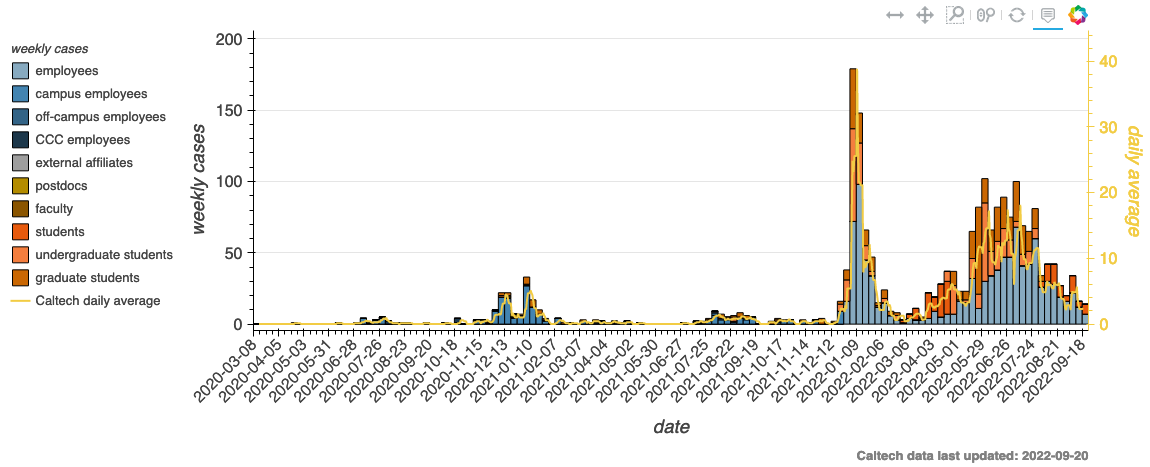 weekly cases
employees
campus employees
off-campus employees
CCC employees
external affiliates
postdocs
faculty
students
undergraduate students
graduate students
Caltech daily average
weekly cases
200
150
100
50
0
40
30
20
10
0
daily average
2020-03-08
2020-04-05
2020-05-03
2020-05-31
2020-06-28
2020-07-26
2020-08-23
2020-09-20
2020-10-18
2020-11-15
2020-12-13
2021-01-10
2021-02-07
2021-03-07
2021-04-04
2021-05-02
2021-05-30
2021-06-27
2021-07-25
2021-08-22
2021-09-19
2021-10-17
2021-11-14
2021-12-12
2022-01-09
2022-02-06
2022-03-06
2022-04-03
2022-05-01
2022-05-29
2022-06-26
2022-07-24
2022-08-21
2022-09-18
date
Caltech data last updated: 2022-09-20